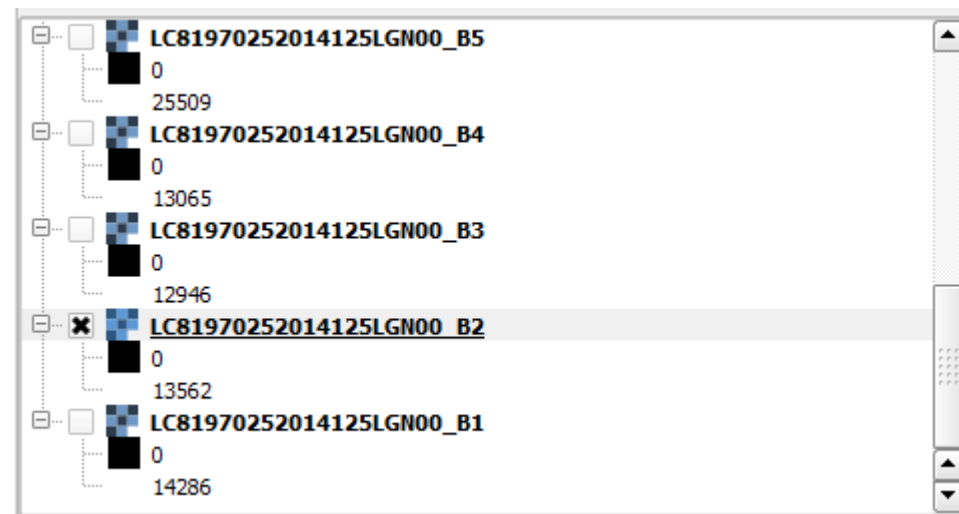 LC81970252014125LGN00_B5
0
25509
LC81970252014125LGN00_B4
0
13065
LC81970252014125LGN00_B3
0
12946
LC81970252014125LGN00_B2
0
13562
LC81970252014125LGN00_B1
0
14286